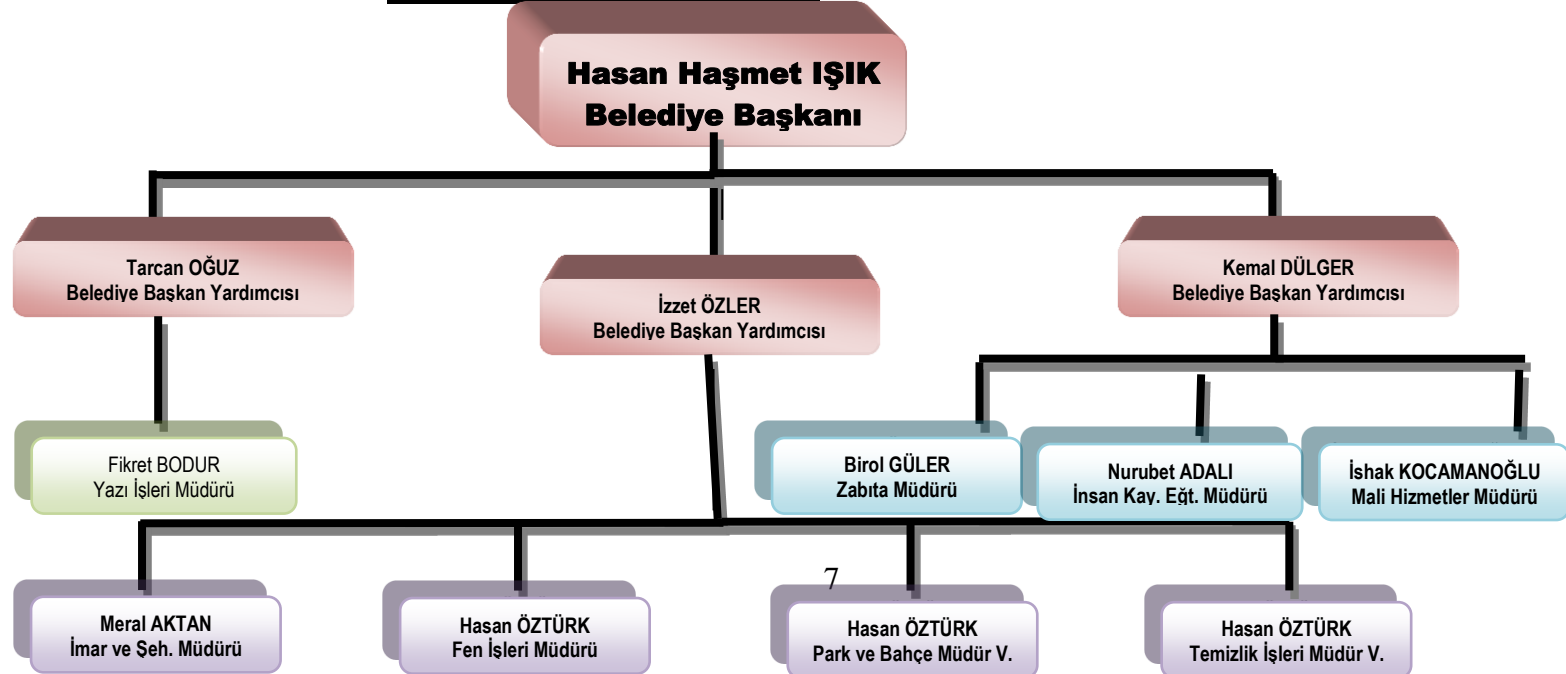 Hasan Haşmet IŞIK
Belediye Başkanı
Tarcan OĞUZ
Belediye Başkan Yardımcısı
İzzet ÖZLER
Belediye Başkan Yardımcısı
Kemal DÜLGER
Belediye Başkan Yardımcısı
Fikret BODUR
Yazı İşleri Müdürü
Birol GÜLER
Zabıta Müdürü
Nurubet ADALI
İnsan Kay. Eğt. Müdürü
İshak KOCAMANOĞLU
Mali Hizmetler Müdürü
7
Meral AKTAN
İmar ve Şeh. Müdürü
Hasan ÖZTÜRK
Fen İşleri Müdürü
Hasan ÖZTÜRK
Park ve Bahçe Müdür V.
Hasan ÖZTÜRK
Temizlik İşleri Müdür V.